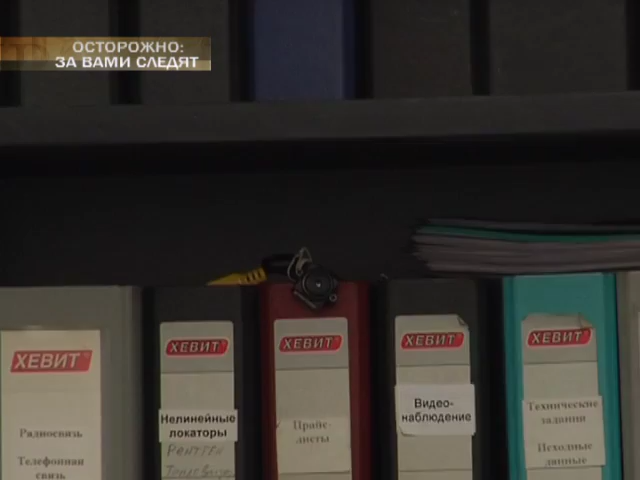 ОСТОРОЖНО:
ЗА ВАМИ СЛЕДЯТ
ХЕВИТ
Радиосвязь
Телефонная
связь
ХЕВИТ
Нелинейные
локаторы
ХЕВИТ
Прайс-
листы
ХЕВИТ
Видео-
наблюдение
ХЕВИТ
Технические
задания
Исходные
данные